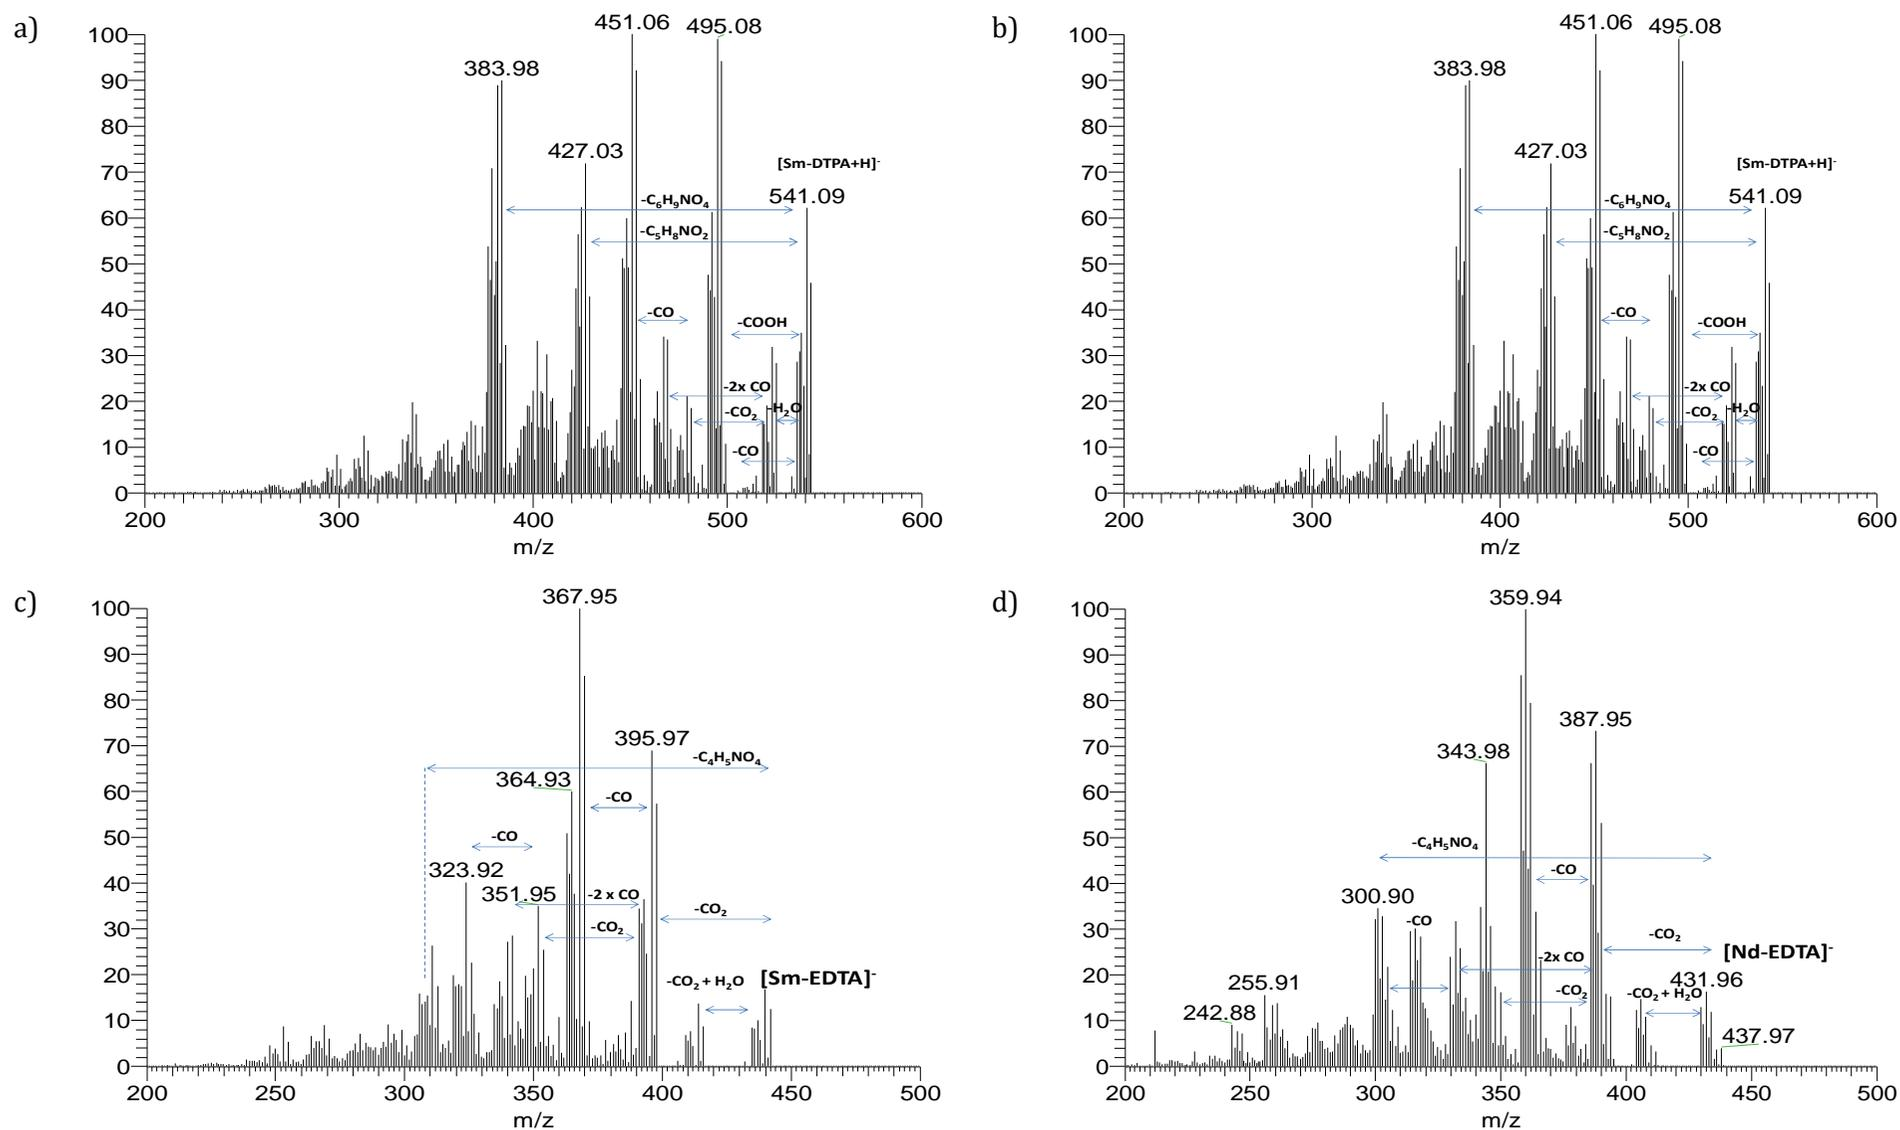 a)
451.06 495.08
383.98
427.03
[Sm-DTPA+H]-
541.09
-C6H9NO4
-C5H8NO2
-CO
-COOH
-2x CO
-CO2
-H2O
-CO
100
90
80
70
60
50
40
30
20
10
0
200 300 400 500 600
m/z
b)
451.06 495.08
383.98
427.03
[Sm-DTPA+H]-
541.09
-C6H9NO4
-C5H8NO2
-CO
-COOH
-2x CO
-CO2
-H2O
-CO
100
90
80
70
60
50
40
30
20
10
0
200 300 400 500 600
m/z
c)
367.95
395.97
-C4H5NO4
364.93
-CO
-CO
323.92
351.95
-2 x CO
-CO2
-CO2
-CO2 + H2O
[Sm-EDTA]-
100
90
80
70
60
50
40
30
20
10
0
200 250 300 350 400 450 500
m/z
d)
359.94
387.95
343.98
-C4H5NO4
-CO
300.90
-CO
-CO2
[Nd-EDTA]-
-2x CO
431.96
255.91
-CO2
-CO2 + H2O
242.88
437.97
100
90
80
70
60
50
40
30
20
10
0
200 250 300 350 400 450 500
m/z